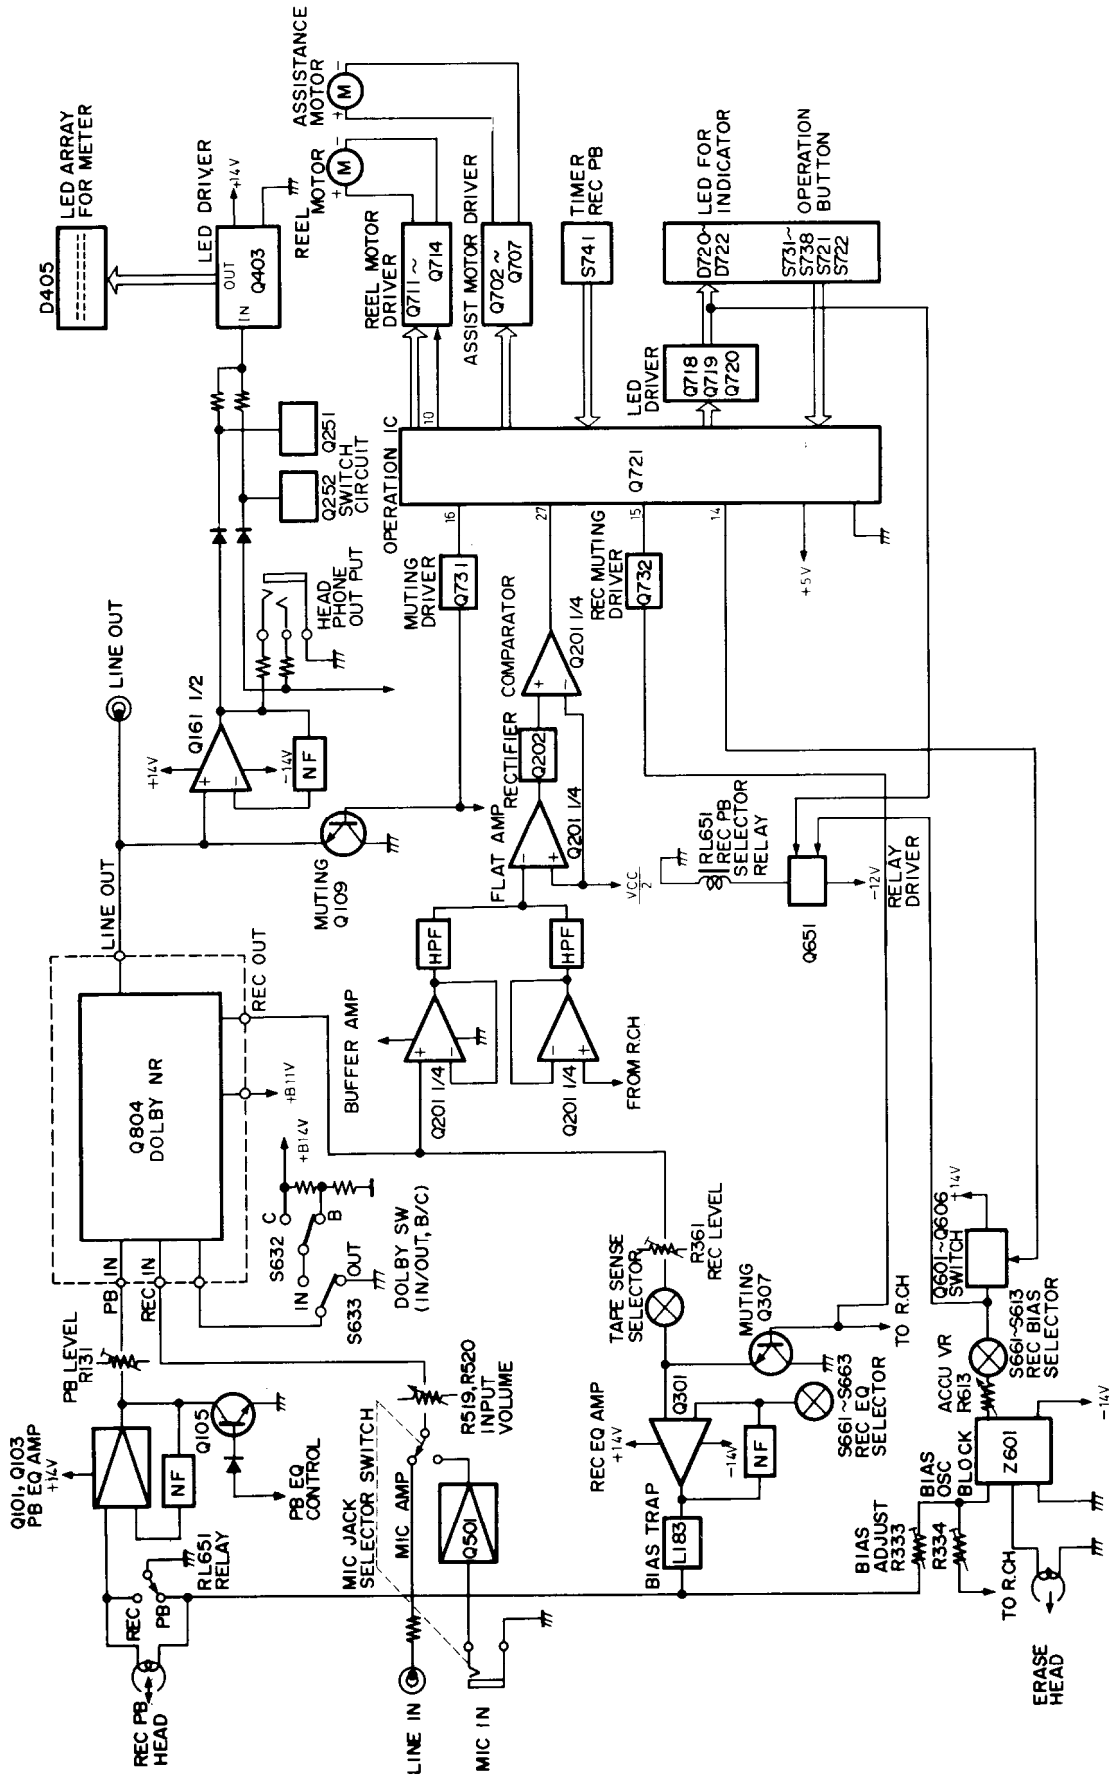 REC PB
HEAD
REC
PB
RL651
RELAY
Q101, Q103
PB EQ AMP
+14V
NF
Q105
PB EQ
CONTROL
PB LEVEL
R131
PB IN
REC IN
Q804
DOLBY NR
LINE OUT
REC OUT
+B11V
+B14V
S632
C
B
IN
OUT
S633
DOLBY SW
(IN/OUT, B/C)
LINE OUT
MUTING
Q109
+14V
Q161 1/2
+
-
-14V
NF
HEAD
PHONE
OUT PUT
Q252
Q251
SWITCH
CIRCUIT
LED DRIVER
+14V
IN
OUT
Q403
D405
LED ARRAY
FOR METER
LINE IN
MIC IN
MIC JACK
SELECTOR SWITCH
MIC AMP
Q501
R519, R520
INPUT
VOLUME
BUFFER AMP
+
-
Q201 1/4
HPF
-
+
Q201 1/4
FROM R.CH
HPF
FLAT AMP
-
+
Q201 1/4
VCC
2
RECTIFIER
Q202
COMPARATOR
+
-
Q201 1/4
MUTING
DRIVER
Q731
REC MUTING
DRIVER
Q732
OPERATION IC
16
27
15
14
10
Q721
+5V
REEL
MOTOR
+
M
-
ASSISTANCE
MOTOR
+
M
-
REEL MOTOR
DRIVER
Q711~
Q714
ASSIST MOTOR DRIVER
Q702~
Q707
TIMER
REC PB
S741
LED
DRIVER
Q718
Q719
Q720
D720~
D722
LED FOR
INDICATOR
S731~
S738
S721
S722
OPERATION
BUTTON
RL651
REC PB
SELECTOR
RELAY
Q651
-12V
RELAY
DRIVER
TAPE SENSE
SELECTOR
R361
REC LEVEL
MUTING
Q307
TO R.CH
REC EQ AMP
+14V
Q301
-14V
NF
S661~S663
REC EQ
SELECTOR
BIAS TRAP
L183
BIAS
ADJUST
R333
R334
TO R.CH
ERASE
HEAD
BIAS
OSC
BLOCK
Z601
-14V
ACCU VR
R613
S661~S613
REC BIAS
SELECTOR
Q601~Q606
SWITCH
+14V